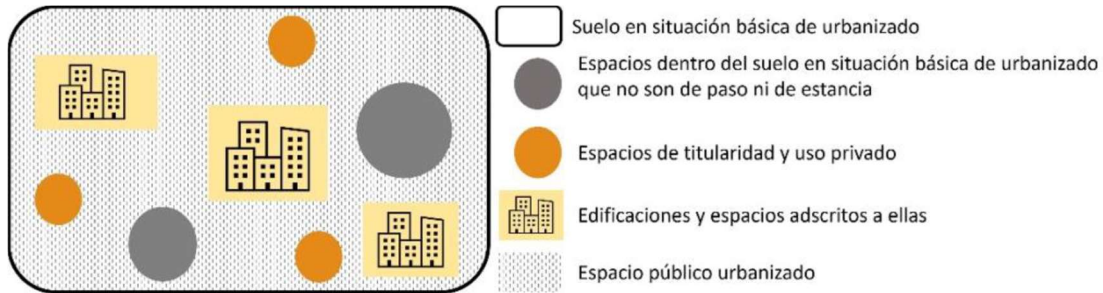 Suelo en situación básica de urbanizado
Espacios dentro del suelo en situación básica de urbanizado
que no son de paso ni de estancia
Espacios de titularidad y uso privado
Edificaciones y espacios adscritos a ellas
Espacio público urbanizado